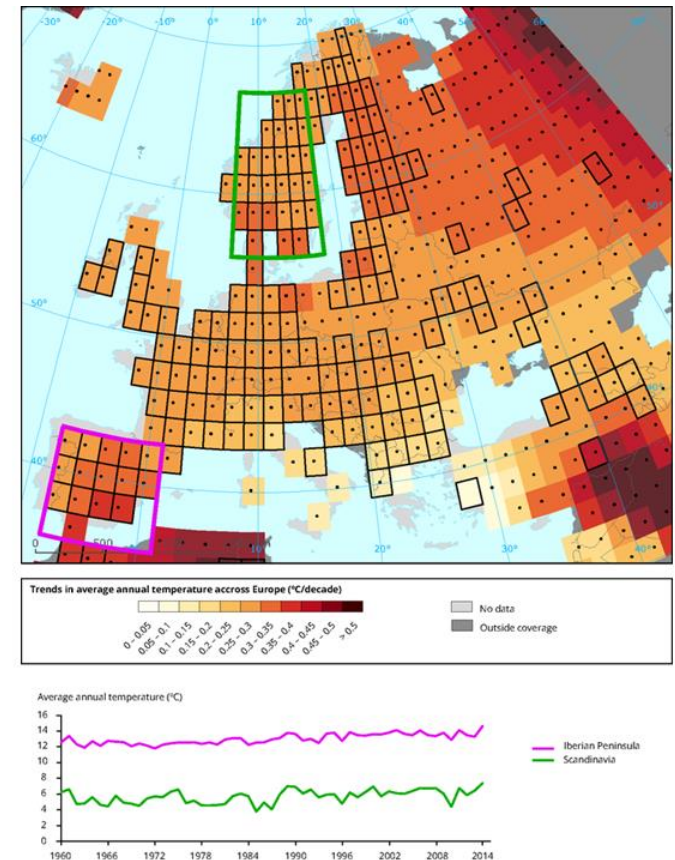 -30°
-20°
-10°
0°
10°
20°
30°
40°
50°
60°
60°
50°
50°
40°
40°
0 500
10°
20°
30°
40°
Trends in average annual temperature accross Europe (°C/decade)
0 – 0.05
0.05 – 0.1
0.1 – 0.15
0.15 – 0.2
0.2 – 0.25
0.25 – 0.3
0.3 – 0.35
0.35 – 0.4
0.4 – 0.45
0.45 – 0.5
> 0.5
No data
Outside coverage
Average annual temperature (°C)
16
14
12
10
8
6
4
2
0
1960 1966 1972 1978 1984 1990 1996 2002 2008 2014
Iberian Peninsula
Scandinavia